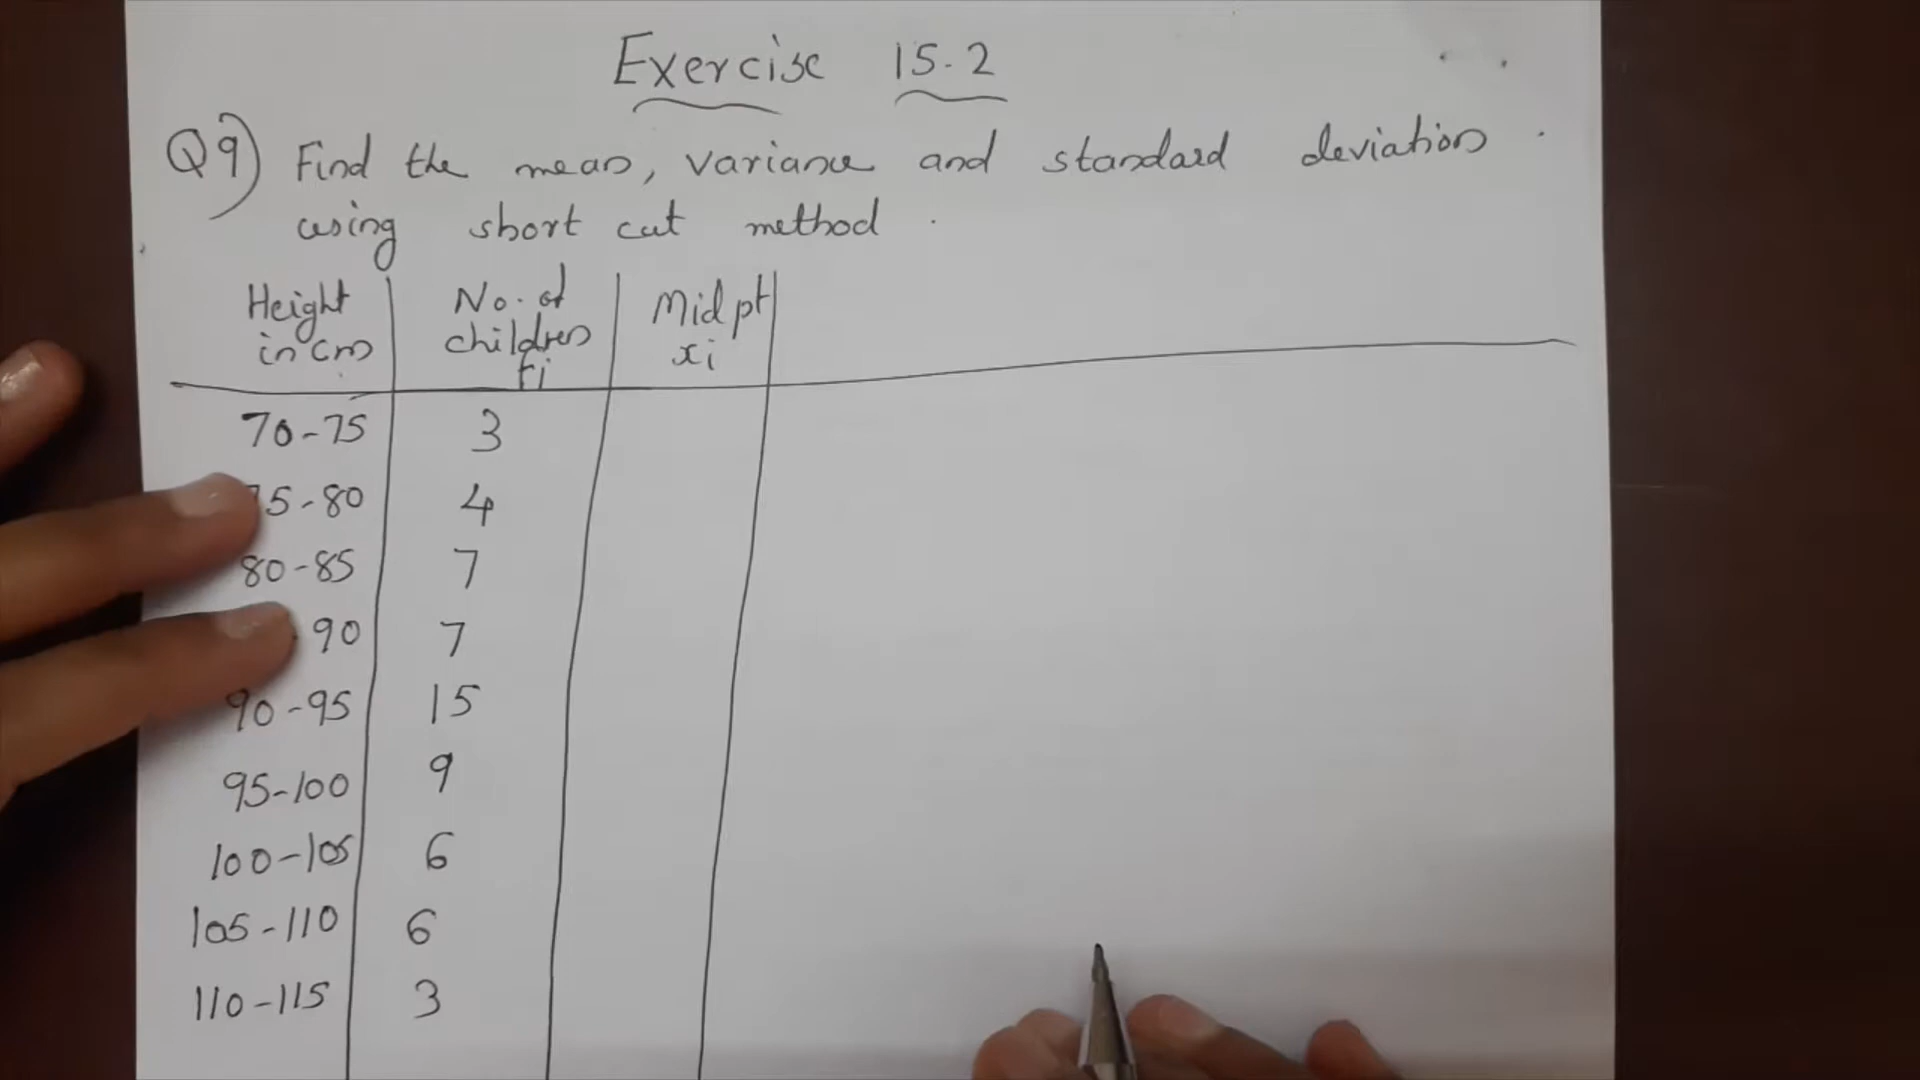 Exercise 15.2
Q9) Find the mean, variance and standard deviation.
using short cut method.
Height in cm No. of children fi Mid pt xi
70-75 3
5-80 4
80-85 7
90 7
90-95 15
95-100 9
100-105 6
105-110 6
110-115 3